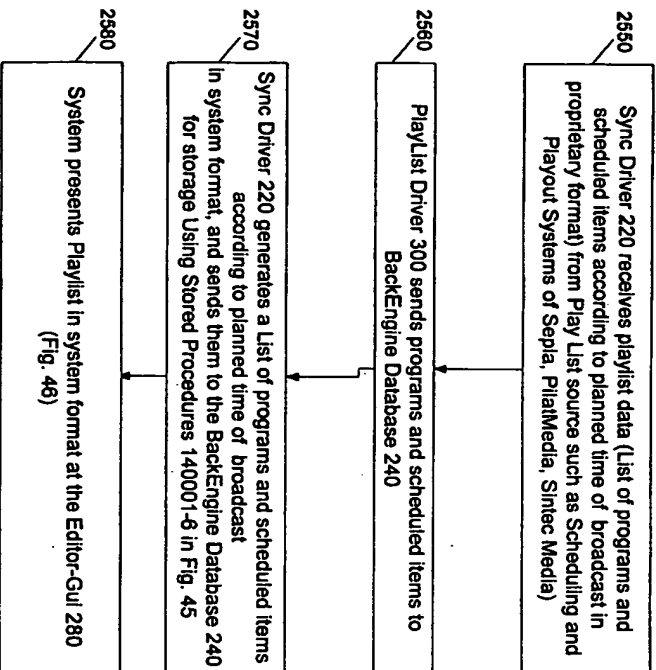 2550
Sync Driver 220 receives playlist data (List of programs and
scheduled items according to planned time of broadcast in
proprietary format) from Play List source such as Scheduling and
Playout Systems of Sepla, PilatMedia, Sintec Media)
2560
PlayList Driver 300 sends programs and scheduled items to
BackEngine Database 240
2570
Sync Driver 220 generates a List of programs and scheduled items
according to planned time of broadcast
in system format, and sends them to the BackEngine Database 240
for storage Using Stored Procedures 140001-6 in Fig. 45
2580
System presents Playlist in system format at the Editor-Gui 280
(Fig. 46)